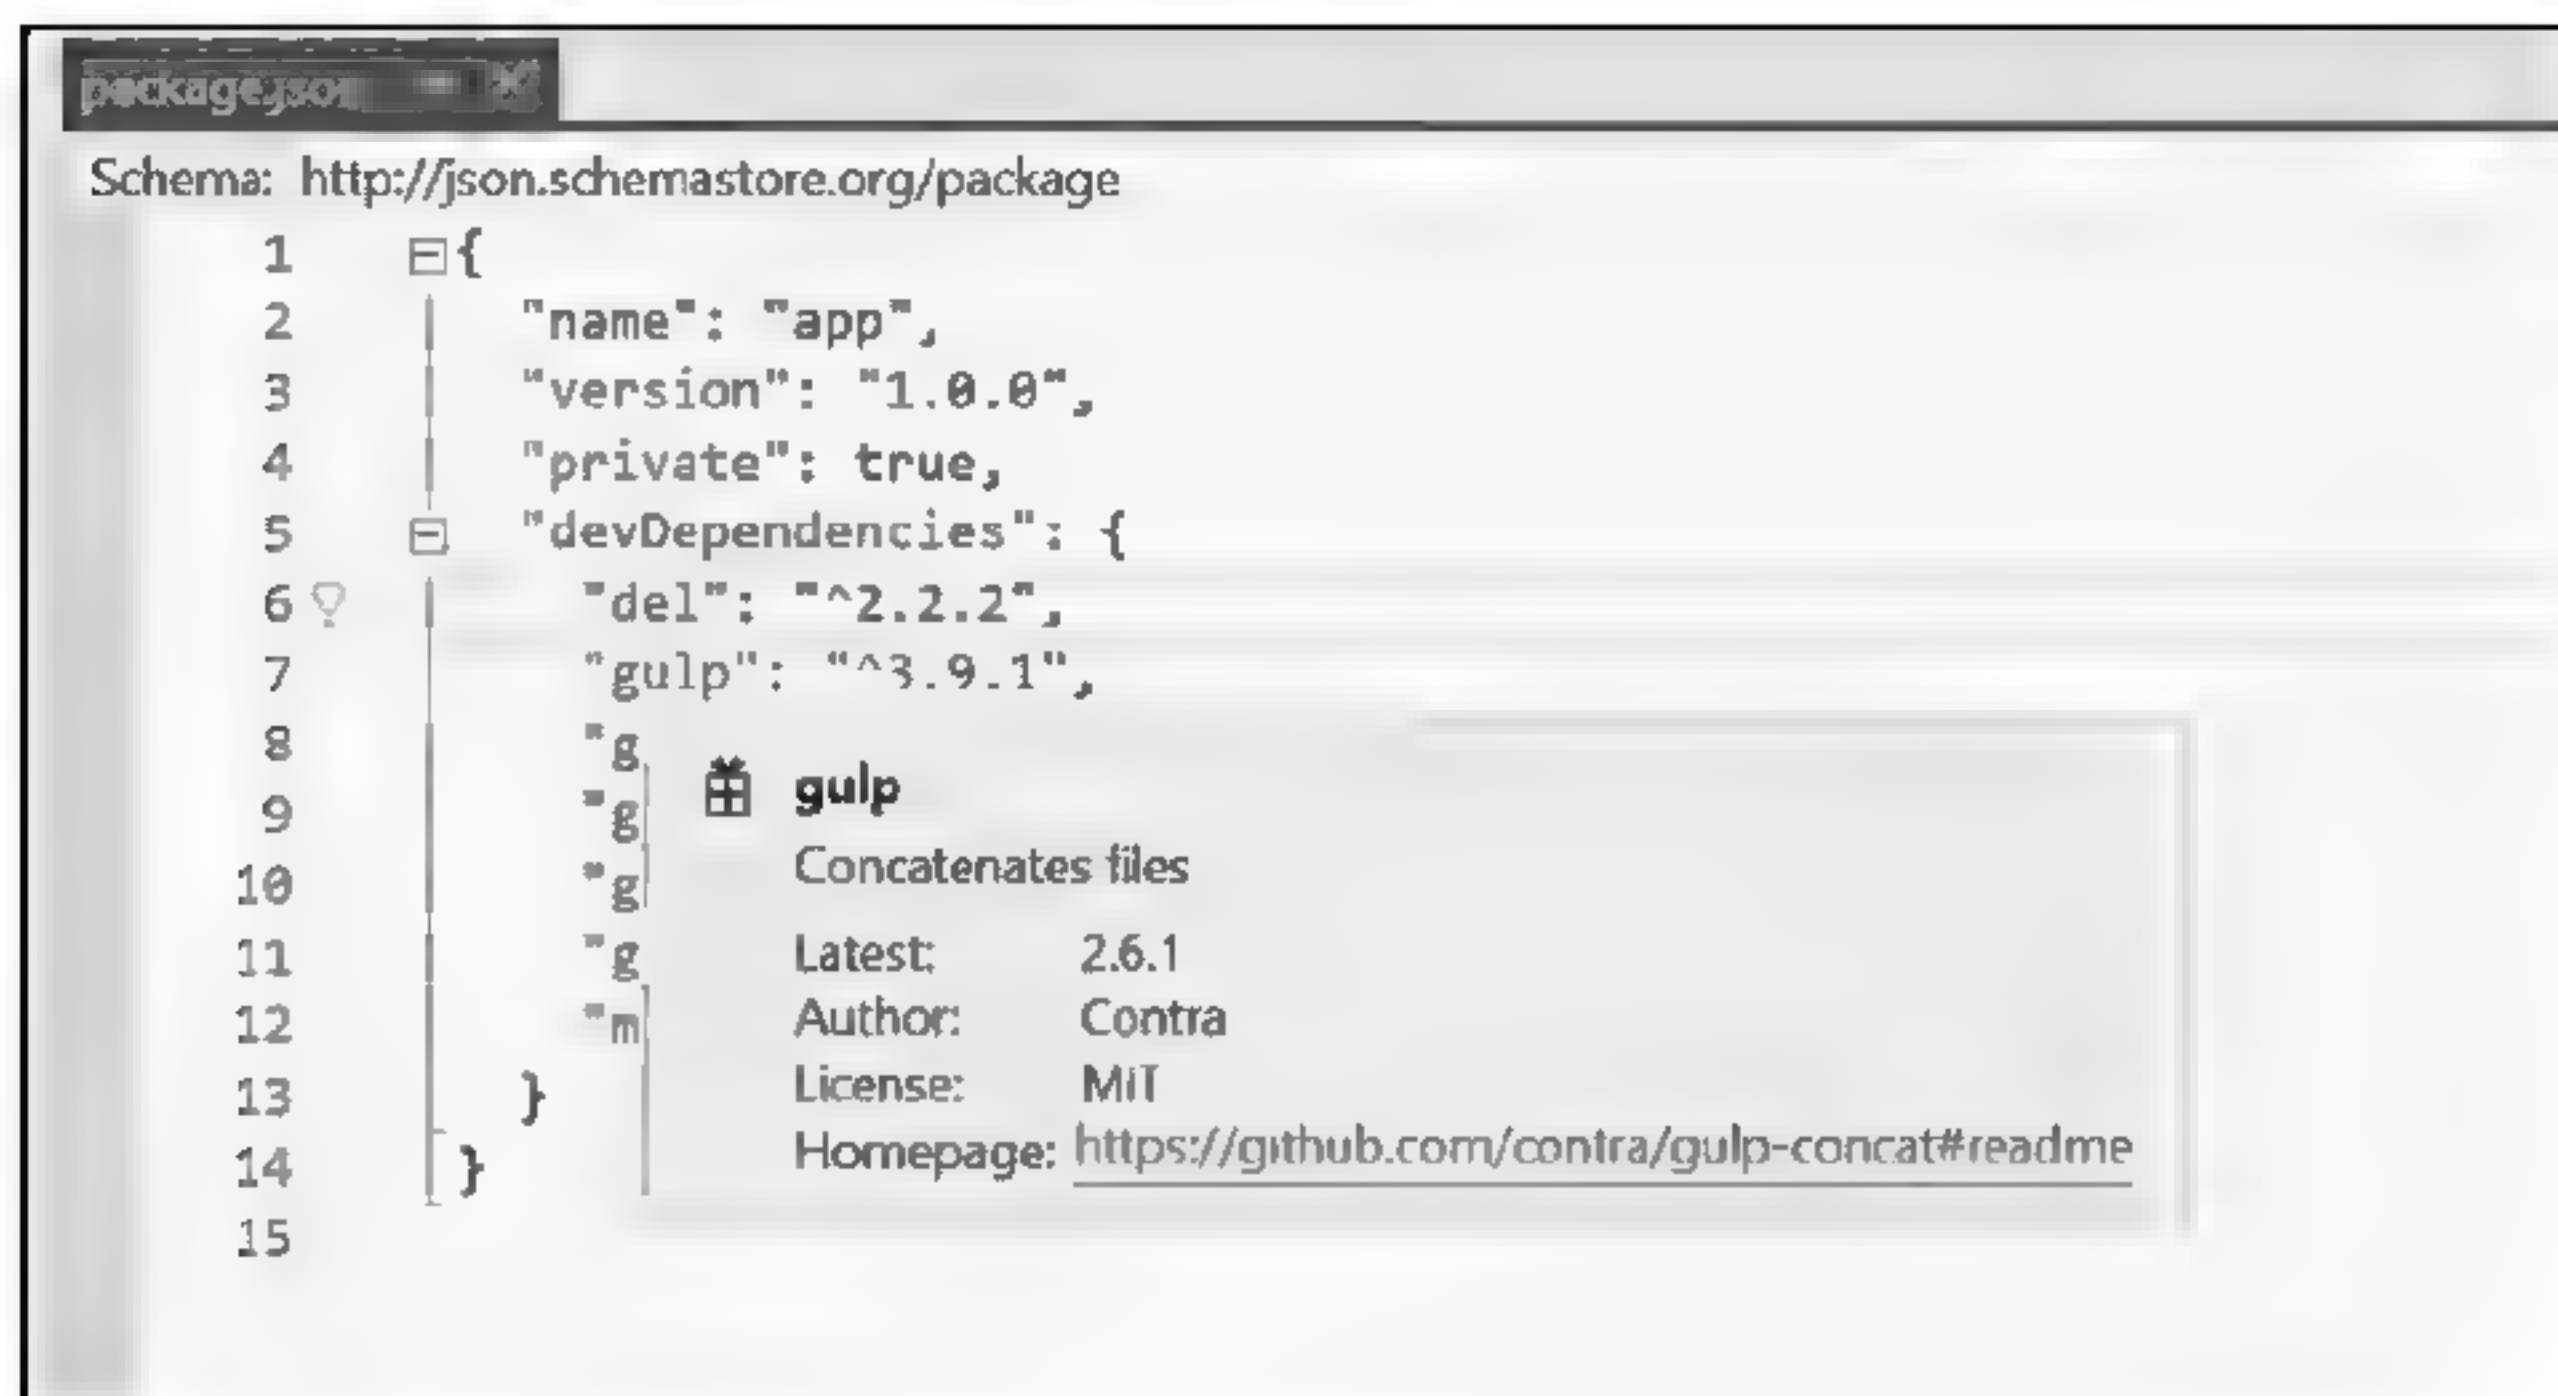 package.json
Schema: http://json.schemastore.org/package
1 {
2 "name": "app",
3 "version": "1.0.0",
4 "private": true,
5 "devDependencies": {
6 "del": "^2.2.2",
7 "gulp": "^3.9.1",
8 "g
gulp
9 "g
Concatenates files
10 "g
11 "g
Latest: 2.6.1
12 "m
Author: Contra
13 }
License: MIT
14 }
Homepage: https://github.com/contra/gulp-concat#readme
15